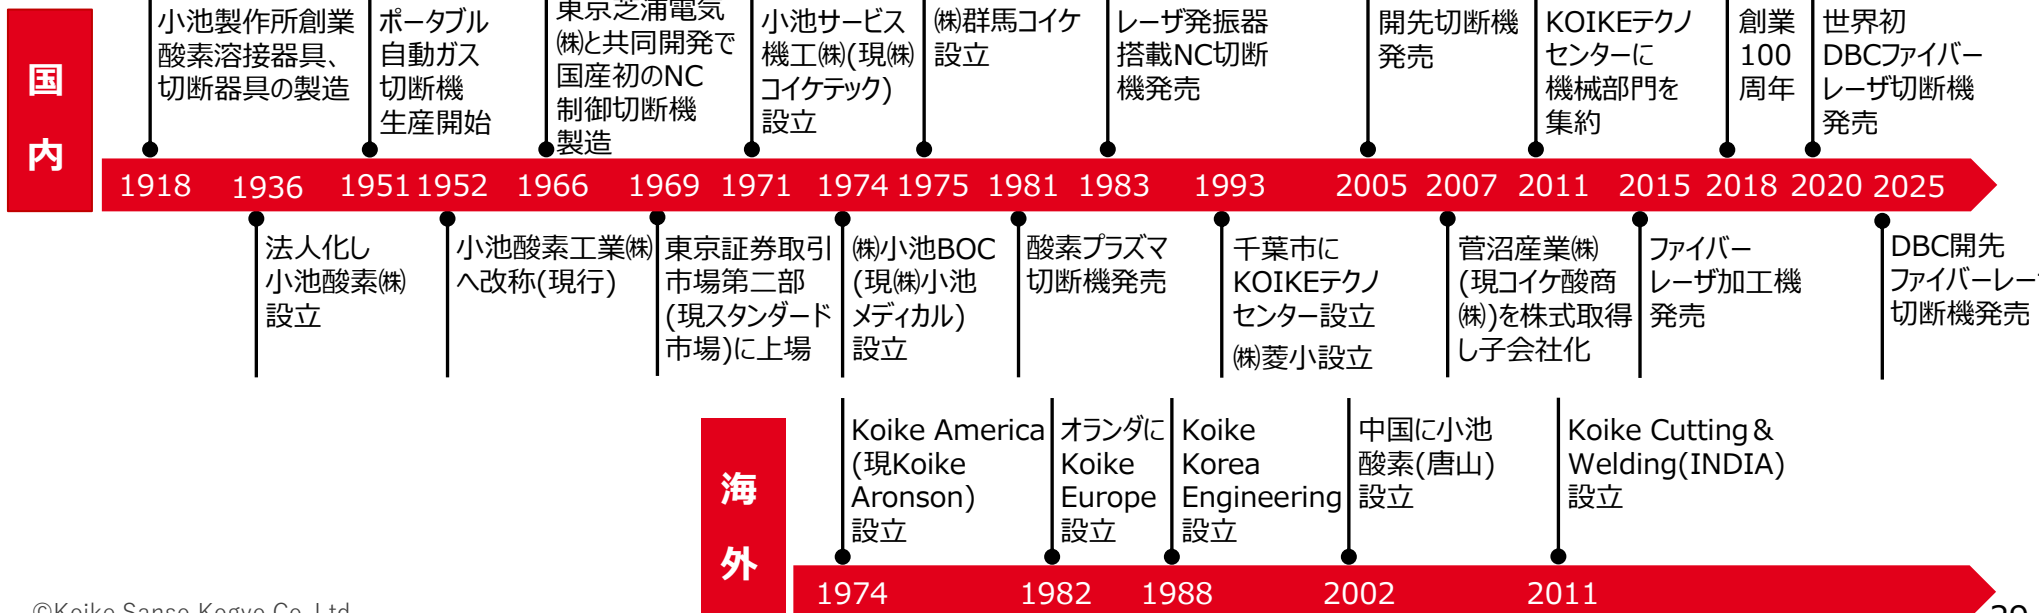 国内
小池製作所創業
酸素溶接器具、
切断器具の製造
ポータブル
自動ガス
切断機
生産開始
東京芝浦電気
㈱と共同開発で
国産初のNC
制御切断機
製造
小池サービス
機工㈱(現㈱
コイケテック)
設立
㈱群馬コイケ
設立
レーザ発振器
搭載NC切断
機発売
開先切断機
発売
KOIKEテクノ
センターに
機械部門を
集約
創業
100
周年
世界初
DBCファイバー
レーザ切断機
発売
1918 1936 1951 1952 1966 1969 1971 1974 1975 1981 1983 1993 2005 2007 2011 2015 2018 2020 2025
法人化し
小池酸素㈱
設立
小池酸素工業㈱
へ改称(現行)
東京証券取引
市場第二部
(現スタンダード
市場)に上場
㈱小池BOC
(現㈱小池
メディカル)
設立
酸素プラズマ
切断機発売
千葉市に
KOIKEテクノ
センター設立
㈱菱小設立
菅沼産業㈱
(現コイケ酸商
㈱)を株式取得
し子会社化
ファイバー
レーザ加工機
発売
DBC開先
ファイバーレーザ
切断機発売
海外
Koike America
(現Koike
Aronson)
設立
オランダに
Koike
Europe
設立
Koike
Korea
Engineering
設立
中国に小池
酸素(唐山)
設立
Koike Cutting＆
Welding(INDIA)
設立
1974 1982 1988 2002 2011
©Koike Sanso Kogyo Co.,Ltd